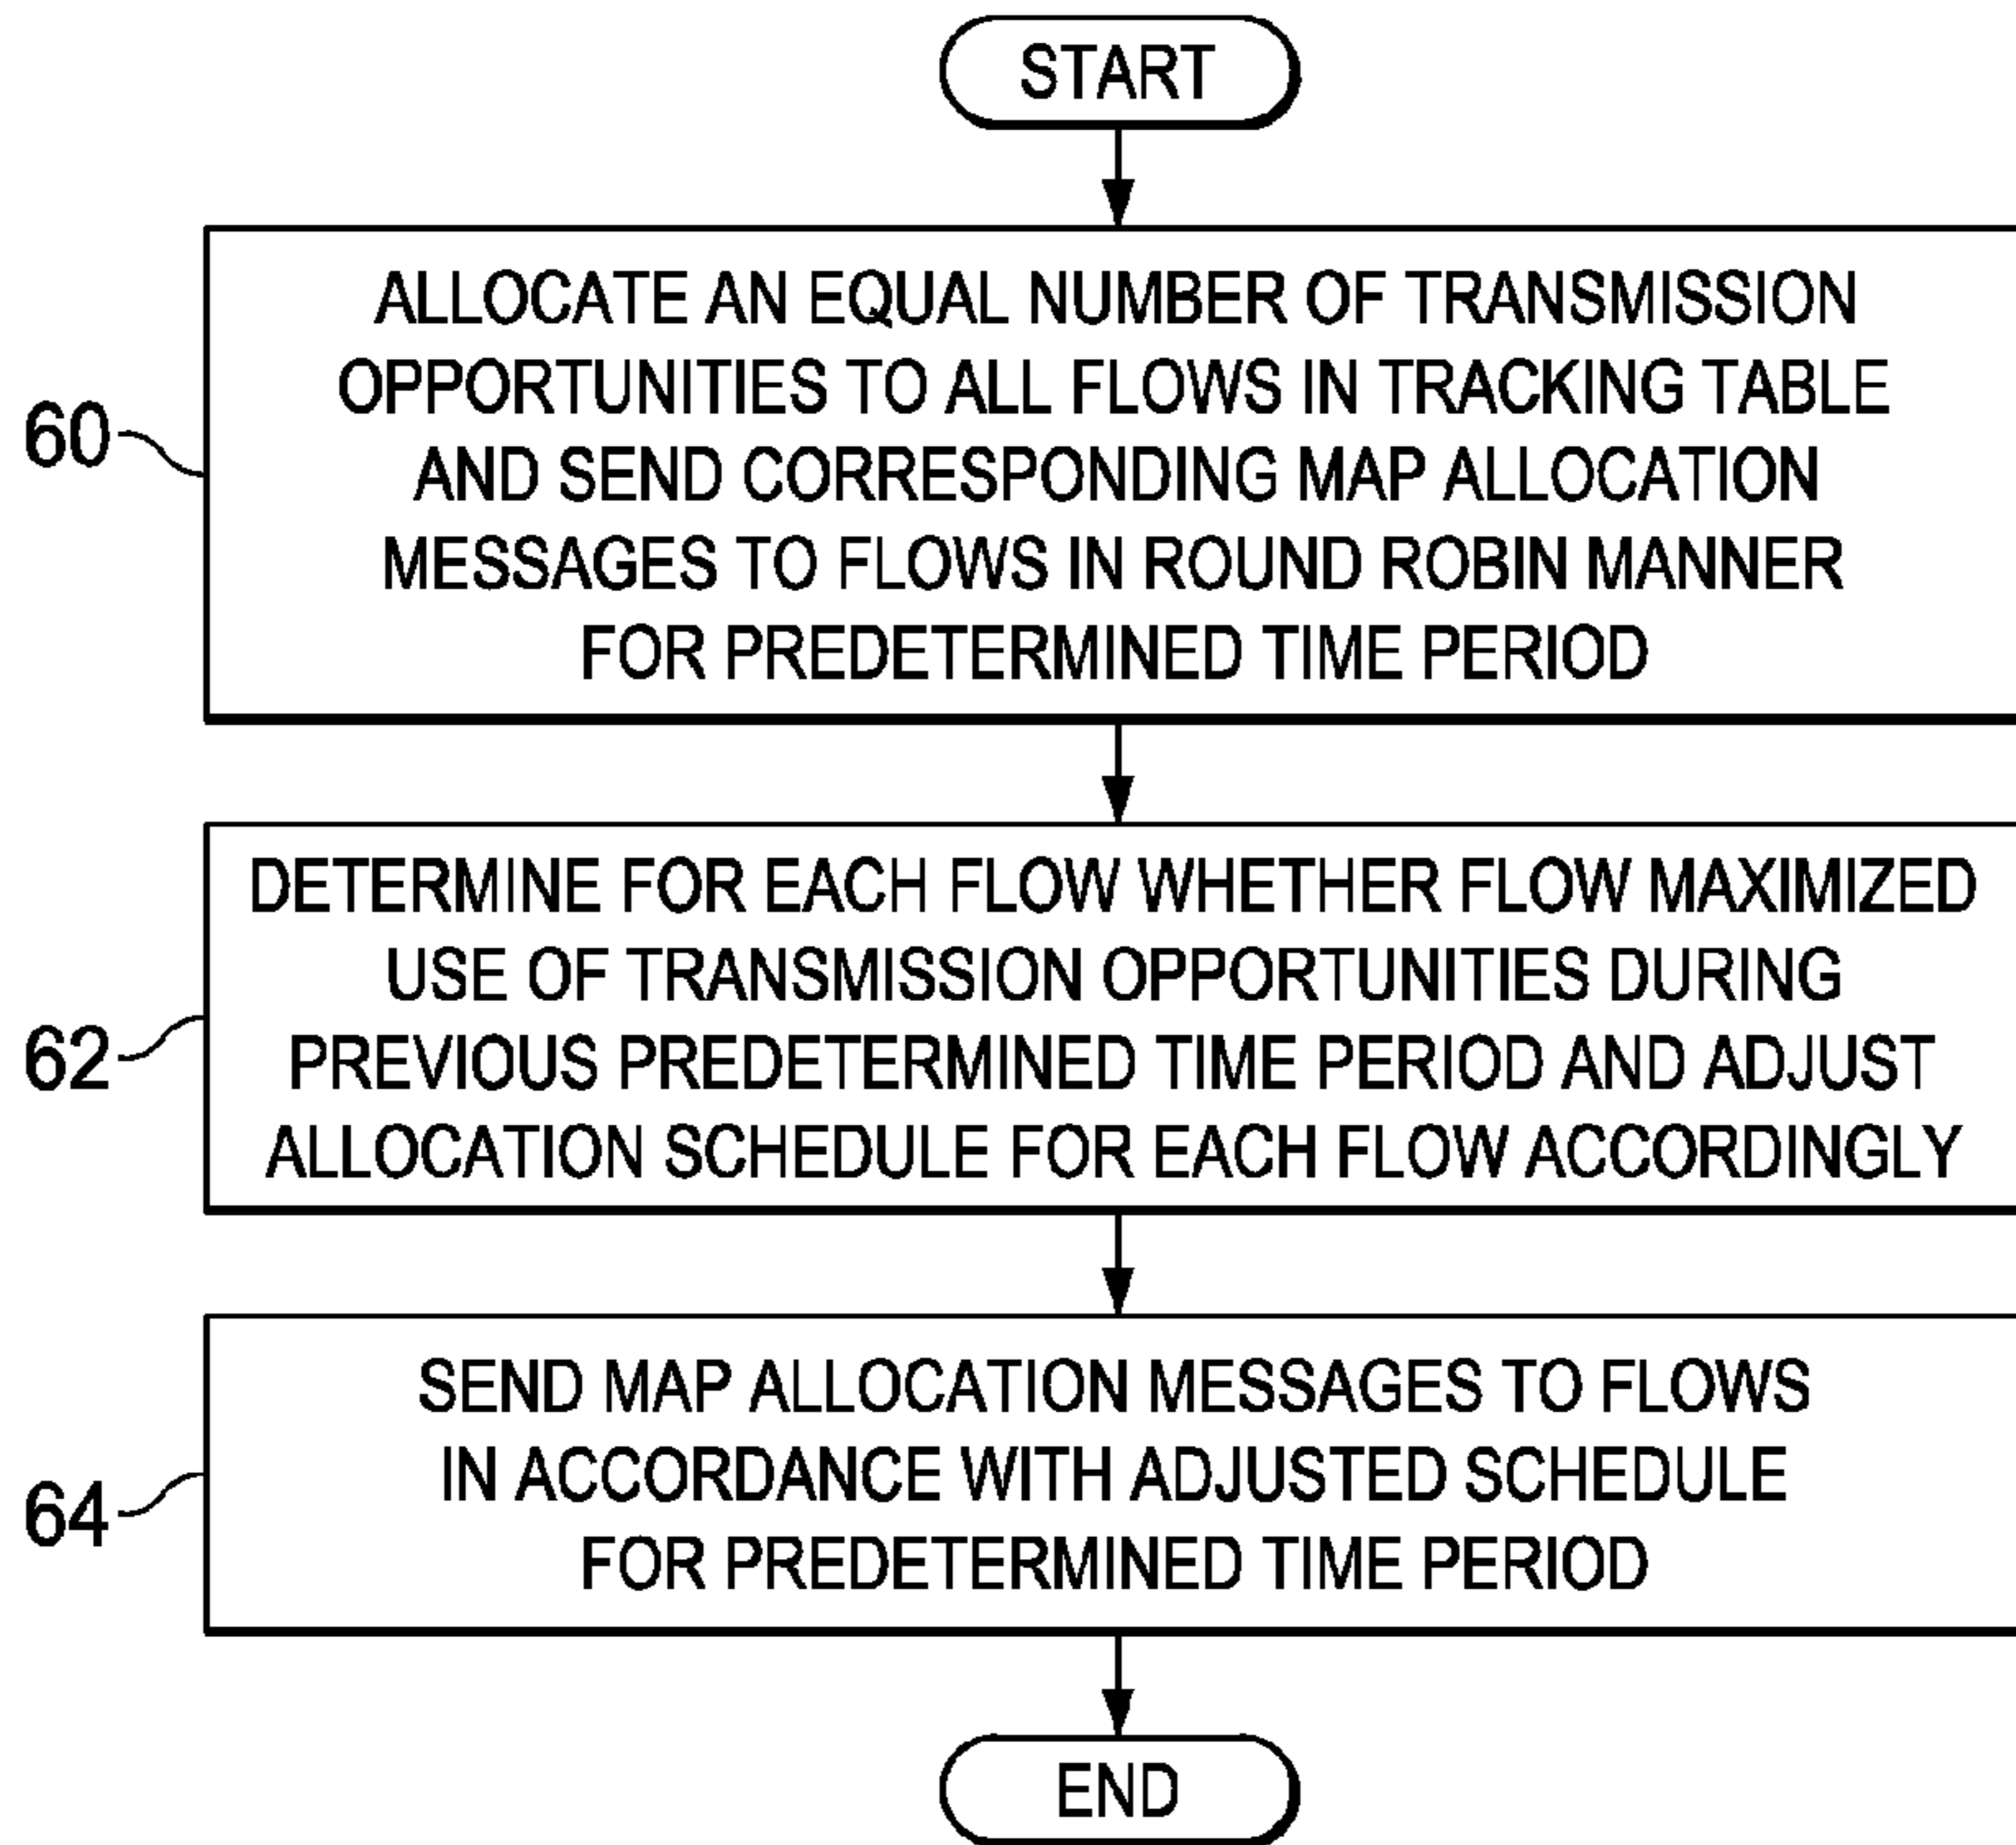 START
ALLOCATE AN EQUAL NUMBER OF TRANSMISSION
OPPORTUNITIES TO ALL FLOWS IN TRACKING TABLE
AND SEND CORRESPONDING MAP ALLOCATION
MESSAGES TO FLOWS IN ROUND ROBIN MANNER
FOR PREDETERMINED TIME PERIOD
60
DETERMINE FOR EACH FLOW WHETHER FLOW MAXIMIZED
USE OF TRANSMISSION OPPORTUNITIES DURING
PREVIOUS PREDETERMINED TIME PERIOD AND ADJUST
ALLOCATION SCHEDULE FOR EACH FLOW ACCORDINGLY
62
SEND MAP ALLOCATION MESSAGES TO FLOWS
IN ACCORDANCE WITH ADJUSTED SCHEDULE
FOR PREDETERMINED TIME PERIOD
64
END